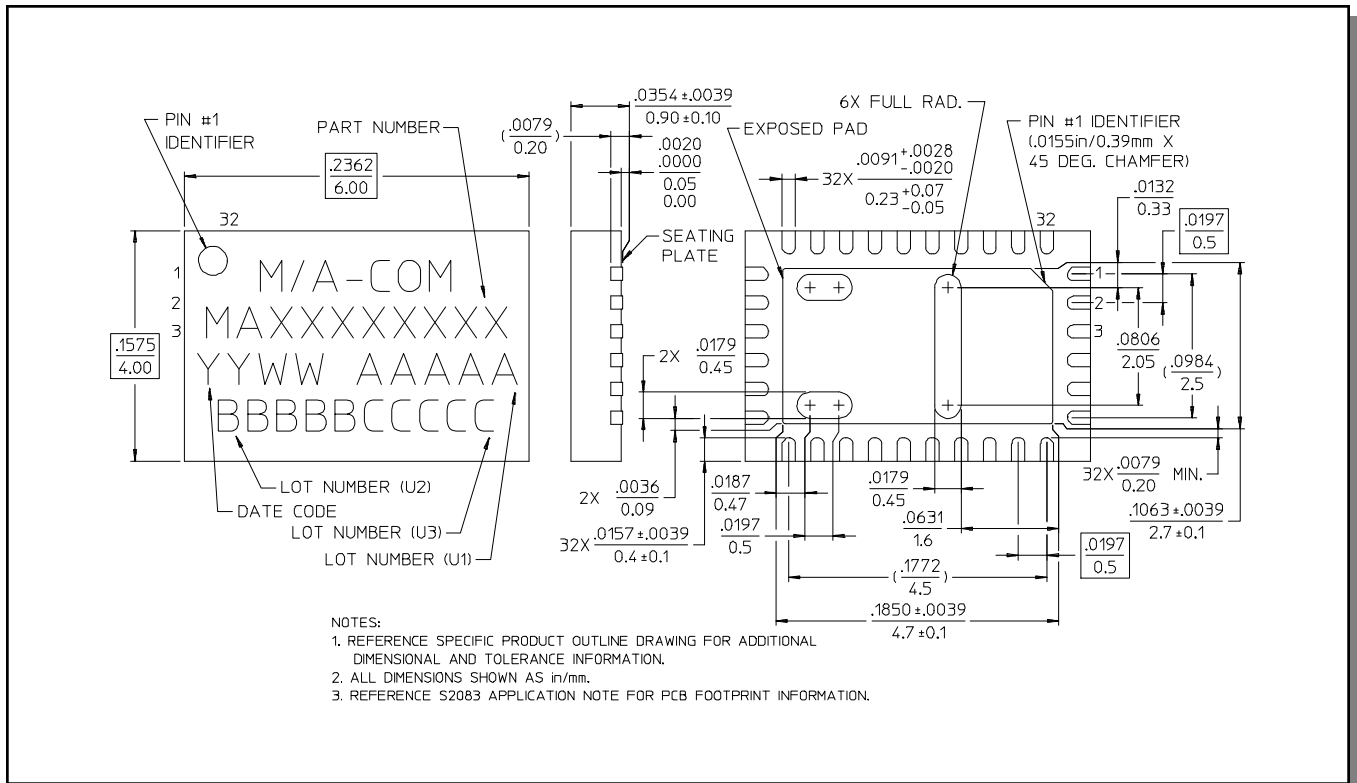 PIN #1
IDENTIFIER
PART NUMBER
.2362
6.00
32
1
2
3
.1575
4.00
M/A-COM
MAXXXXXXXXX
YYWW AAAAA
BBBBBCCCCC
LOT NUMBER (U2)
DATE CODE
LOT NUMBER (U3)
LOT NUMBER (U1)
.0354±.0039
0.90±0.10
(.0079
0.20)
.0020
.0000
0.05
0.00
SEATING
PLATE
2X .0179
0.45
2X .0036
0.09
32X .0157±.0039
0.4±0.1
EXPOSED PAD
6X FULL RAD.
32X .0091 +.0028
-.0020
0.23 +0.07
-0.05
PIN #1 IDENTIFIER
(.0155in/0.39mm X
45 DEG. CHAMFER)
32
.0132
0.33
.0197
0.5
1
2
3
.0806
2.05
(.0984
2.5)
32X .0079 MIN.
0.20
.1063±.0039
2.7±0.1
.0187
0.47
.0197
0.5
.0179
0.45
.0631
1.6
.0197
0.5
(.1772
4.5)
.1850±.0039
4.7±0.1
NOTES:
1. REFERENCE SPECIFIC PRODUCT OUTLINE DRAWING FOR ADDITIONAL
DIMENSIONAL AND TOLERANCE INFORMATION.
2. ALL DIMENSIONS SHOWN AS in/mm.
3. REFERENCE S2083 APPLICATION NOTE FOR PCB FOOTPRINT INFORMATION.